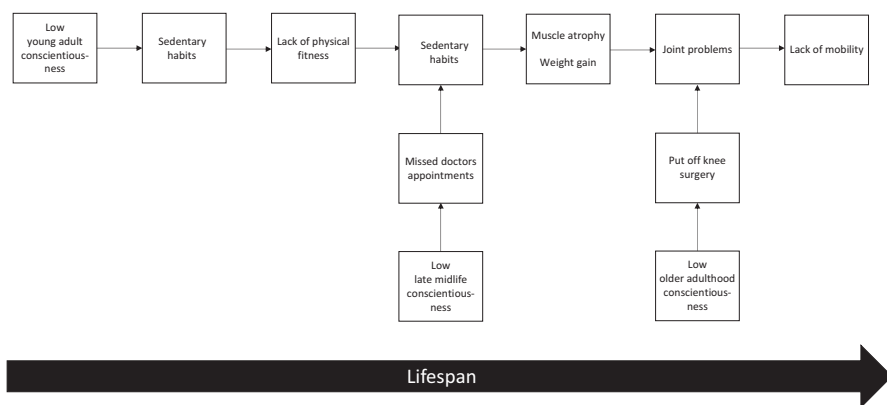 Low
young adult
conscientious-
ness
Sedentary
habits
Lack of physical
fitness
Sedentary
habits
Muscle atrophy
Weight gain
Joint problems
Lack of mobility
Missed doctors
appointments
Put off knee
surgery
Low
late midlife
conscientious-
ness
Low
older adulthood
conscientious-
ness
Lifespan